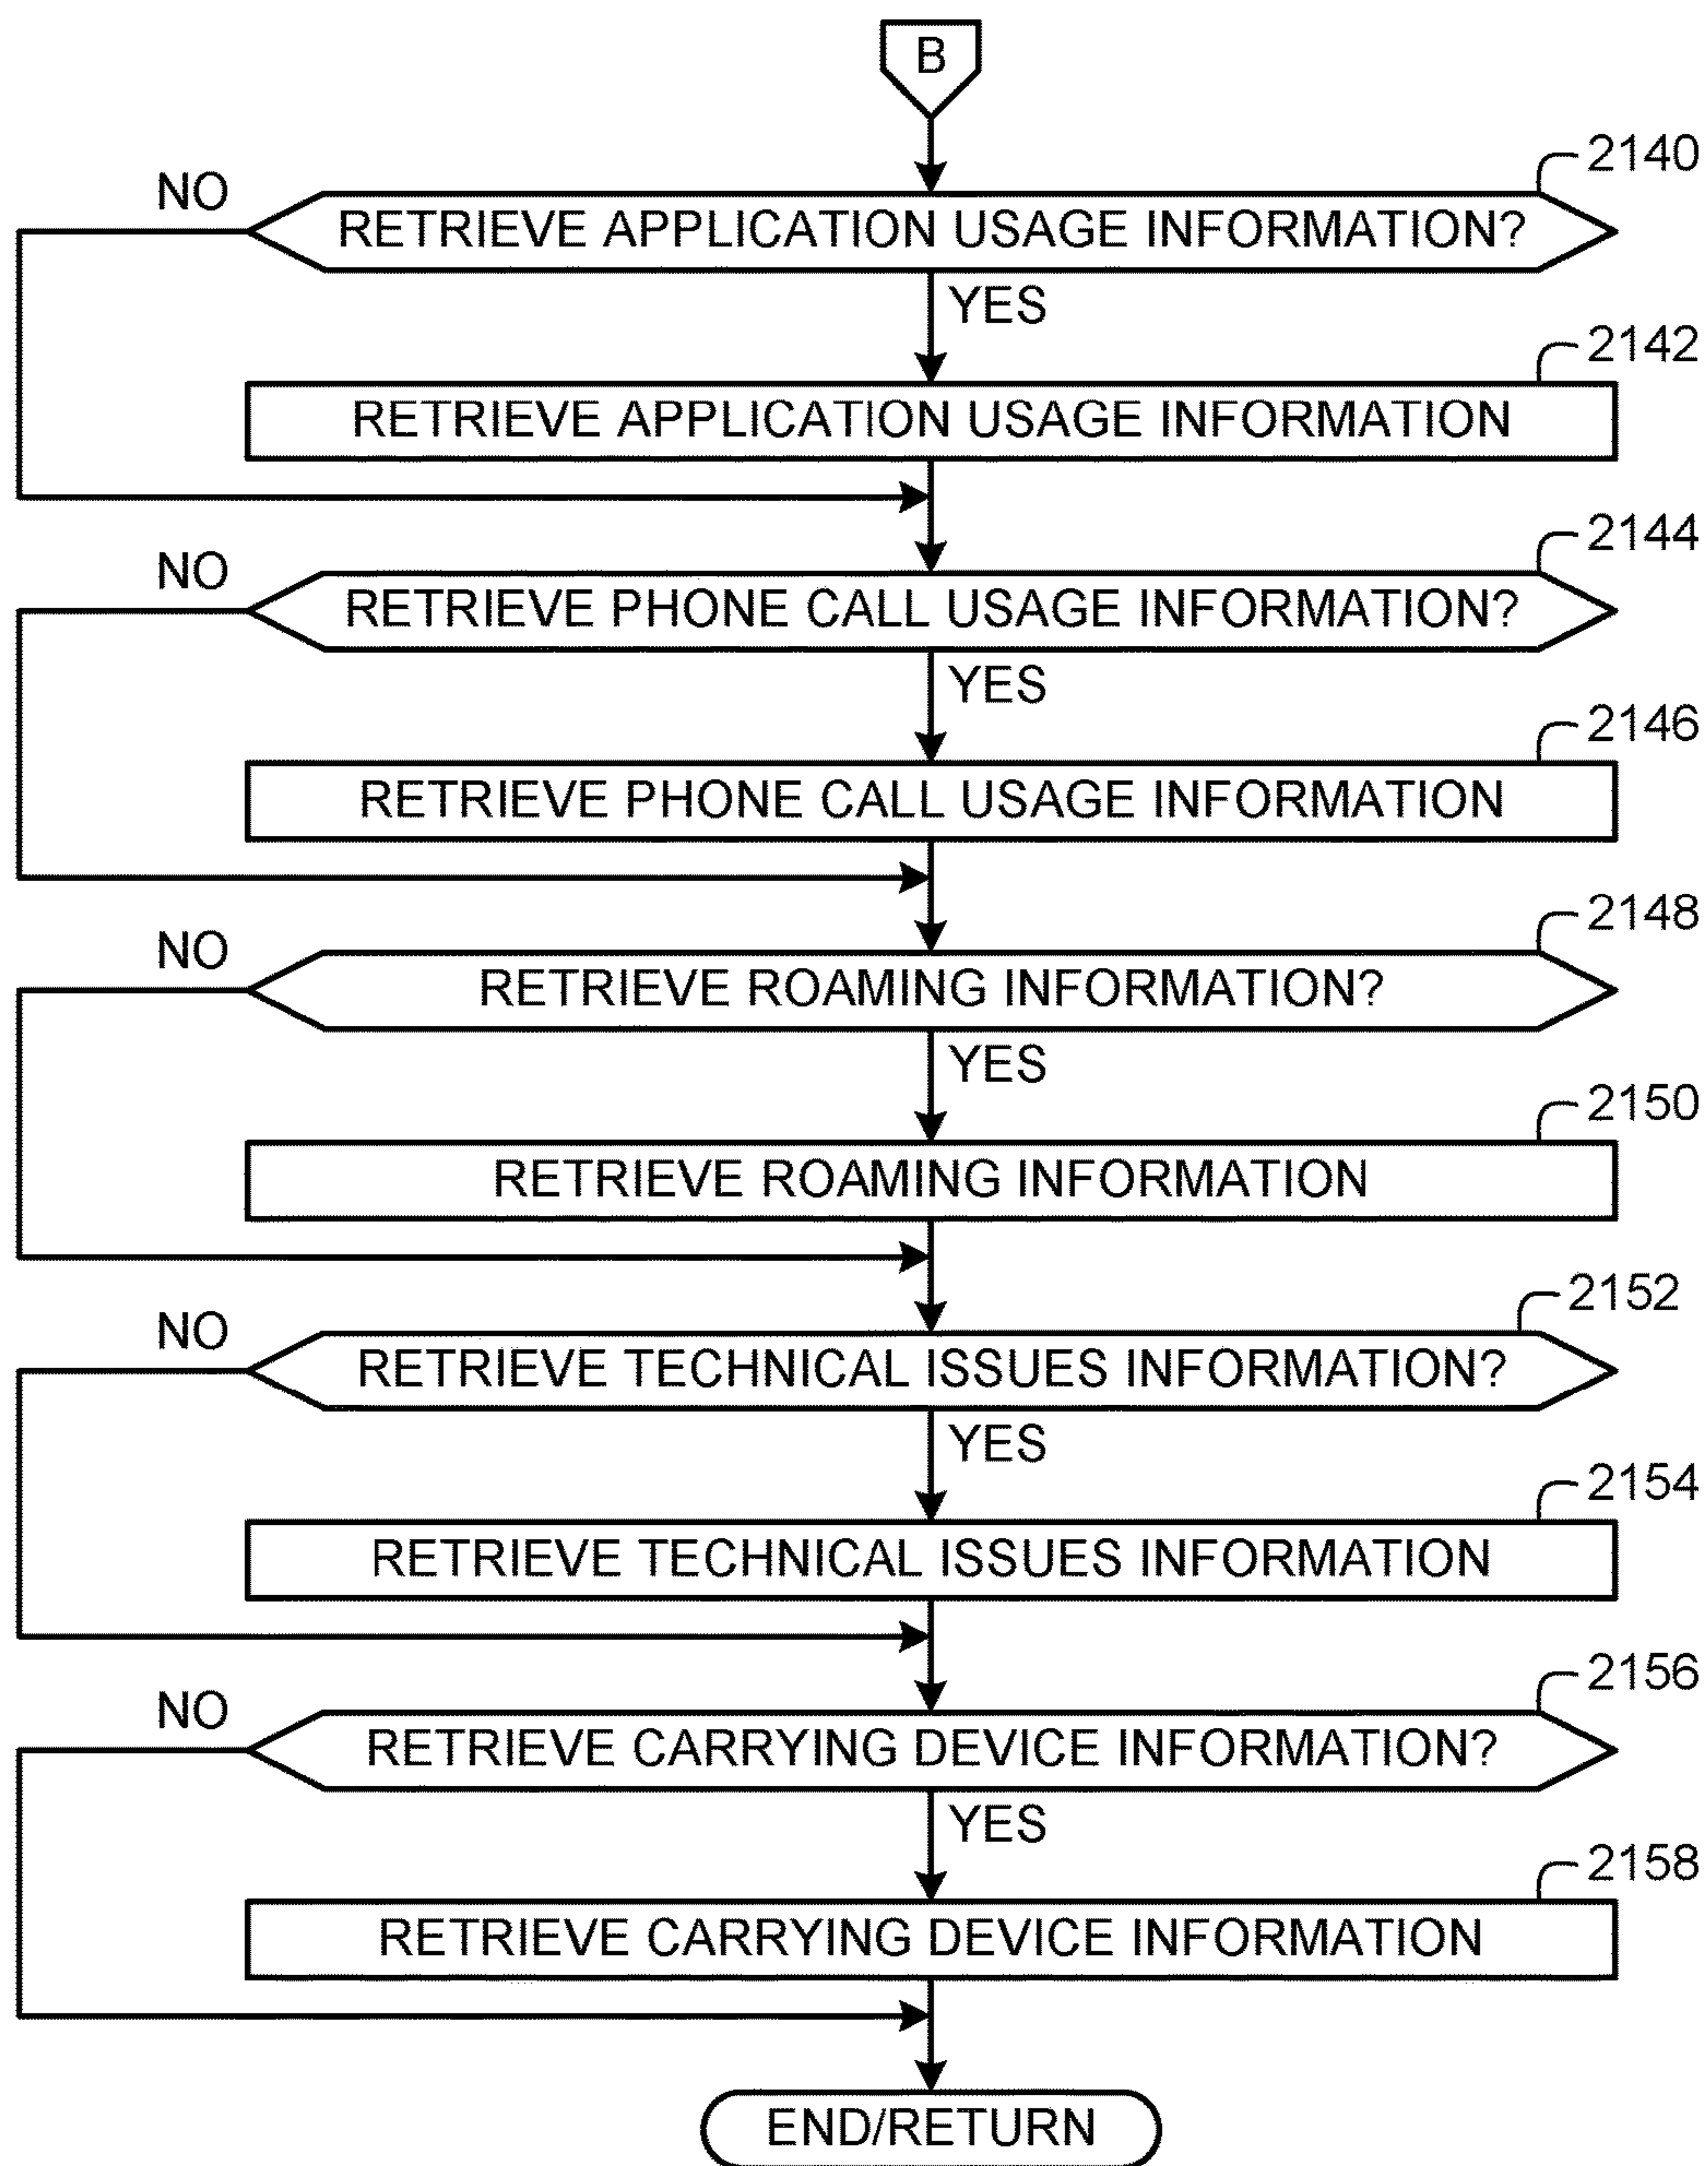 B
2140
NO
RETRIEVE APPLICATION USAGE INFORMATION?
YES
2142
RETRIEVE APPLICATION USAGE INFORMATION
2144
NO
RETRIEVE PHONE CALL USAGE INFORMATION?
YES
2146
RETRIEVE PHONE CALL USAGE INFORMATION
2148
NO
RETRIEVE ROAMING INFORMATION?
YES
2150
RETRIEVE ROAMING INFORMATION
2152
NO
RETRIEVE TECHNICAL ISSUES INFORMATION?
YES
2154
RETRIEVE TECHNICAL ISSUES INFORMATION
2156
NO
RETRIEVE CARRYING DEVICE INFORMATION?
YES
2158
RETRIEVE CARRYING DEVICE INFORMATION
END/RETURN